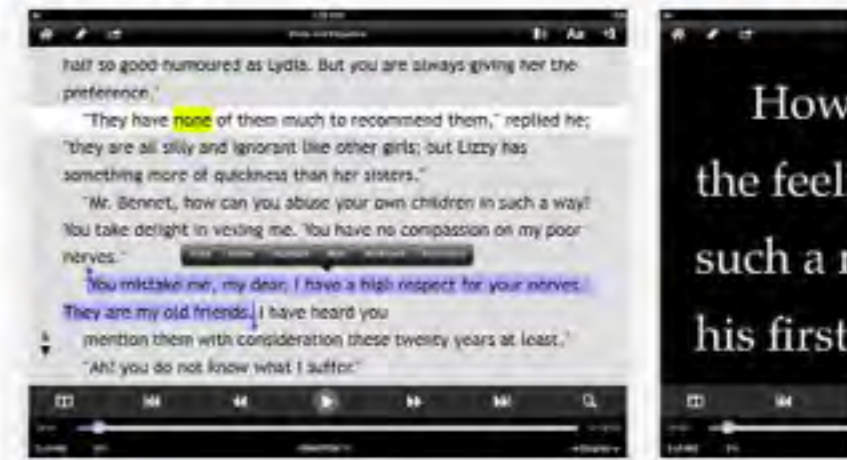 half so good-humoured as Lydia. But you are always giving her the
preference."
"They have none of them much to recommend them," replied he;
"they are all silly and ignorant like other girls; but Lizzy has
something more of quickness than her sisters."
"Mr. Bennet, how can you abuse your own children in such a way?
You take delight in vexing me. You have no compassion on my poor
nerves."
"You mistake me, my dear. I have a high respect for your nerves.
They are my old friends. I have heard you
mention them with consideration these twenty years at least."
"Ah! you do not know what I suffer."
Aa
How
the feel
such a
his first